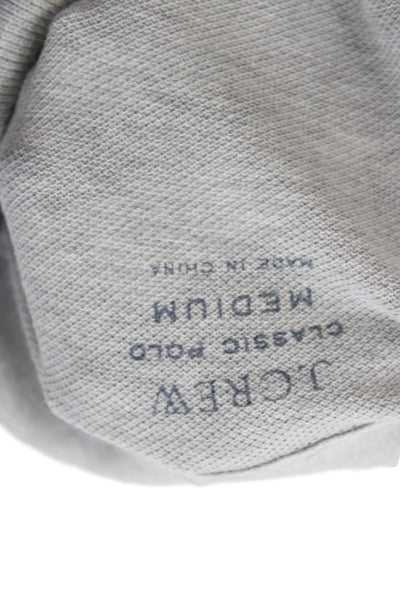 J.CREW
CLASSIC POLO
MEDIUM
MADE IN CHINA